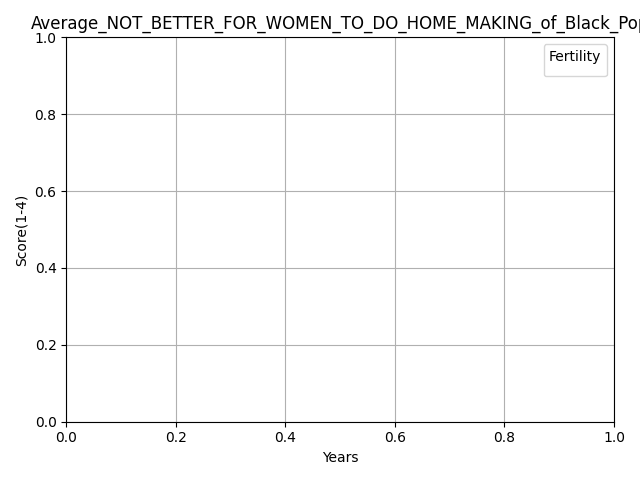 Average_NOT_BETTER_FOR_WOMEN_TO_DO_HOME_MAKING_of_Black_Pop
Fertility
1.0
0.8
0.6
0.4
0.2
0.0
Score(1-4)
0.0 0.2 0.4 0.6 0.8 1.0
Years